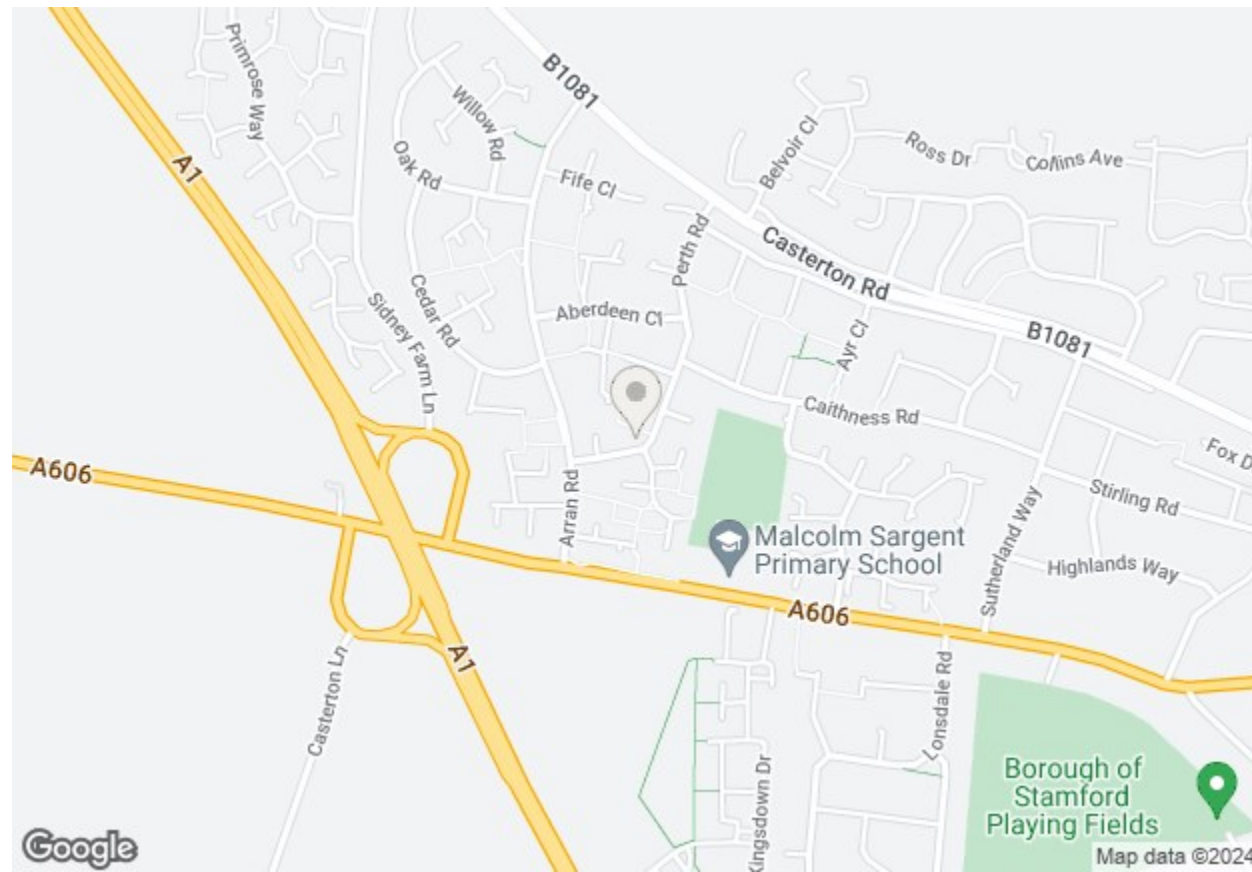 Primrose Way
A1
B1081
Willow Rd
Oak Rd
Fife Cl
Belvoir Cl
Ross Dr
Collins Ave
Perth Rd
Casterton Rd
Cedar Rd
Sidney Farm Ln
Aberdeen Cl
Ayr Cl
B1081
Caithness Rd
Fox D
A606
Arran Rd
Stirling Rd
Sutherland Way
Malcolm Sargent
Primary School
Highlands Way
A606
A1
Casterton Ln
Lonsdale Rd
Kingsdown Dr
Borough of
Stamford
Playing Fields
Google
Map data ©2024